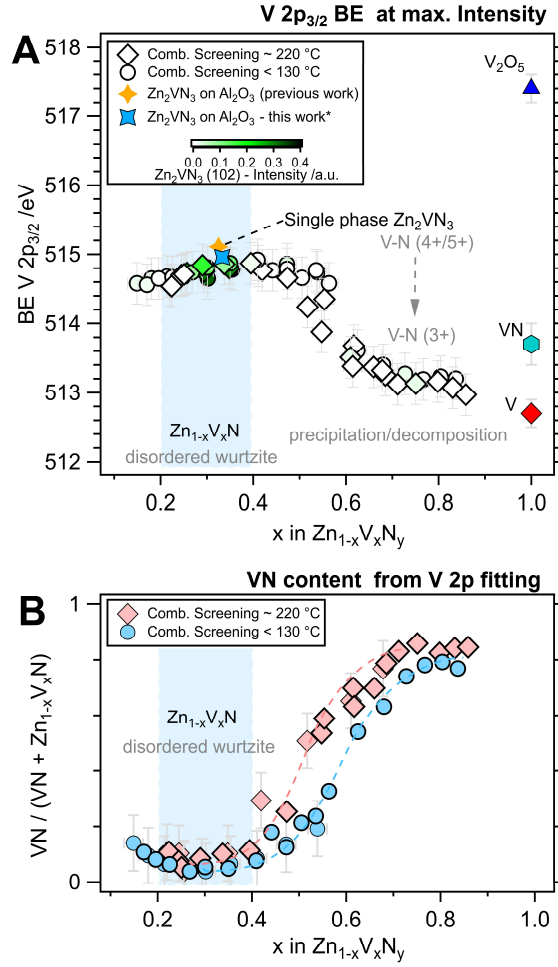 V 2p3/2 BE at max. Intensity
A
518
517
516
515
514
513
512
BE V 2p3/2 /eV
Comb. Screening ~ 220 °C
Comb. Screening < 130 °C
Zn2VN3 on Al2O3 (previous work)
Zn2VN3 on Al2O3 - this work*
0.0 0.1 0.2 0.3 0.4
Zn2VN3 (102) - Intensity /a.u.
V2O5
Single phase Zn2VN3
V-N (4+/5+)
V-N (3+)
VN
V
Zn1-xVxN
disordered wurtzite
precipitation/decomposition
0.2 0.4 0.6 0.8 1.0
x in Zn1-xVxNy
VN content from V 2p fitting
B
1
0
VN / (VN + Zn1-xVxN)
Comb. Screening ~ 220 °C
Comb. Screening < 130 °C
Zn1-xVxN
disordered wurtzite
0.2 0.4 0.6 0.8 1.0
x in Zn1-xVxNy